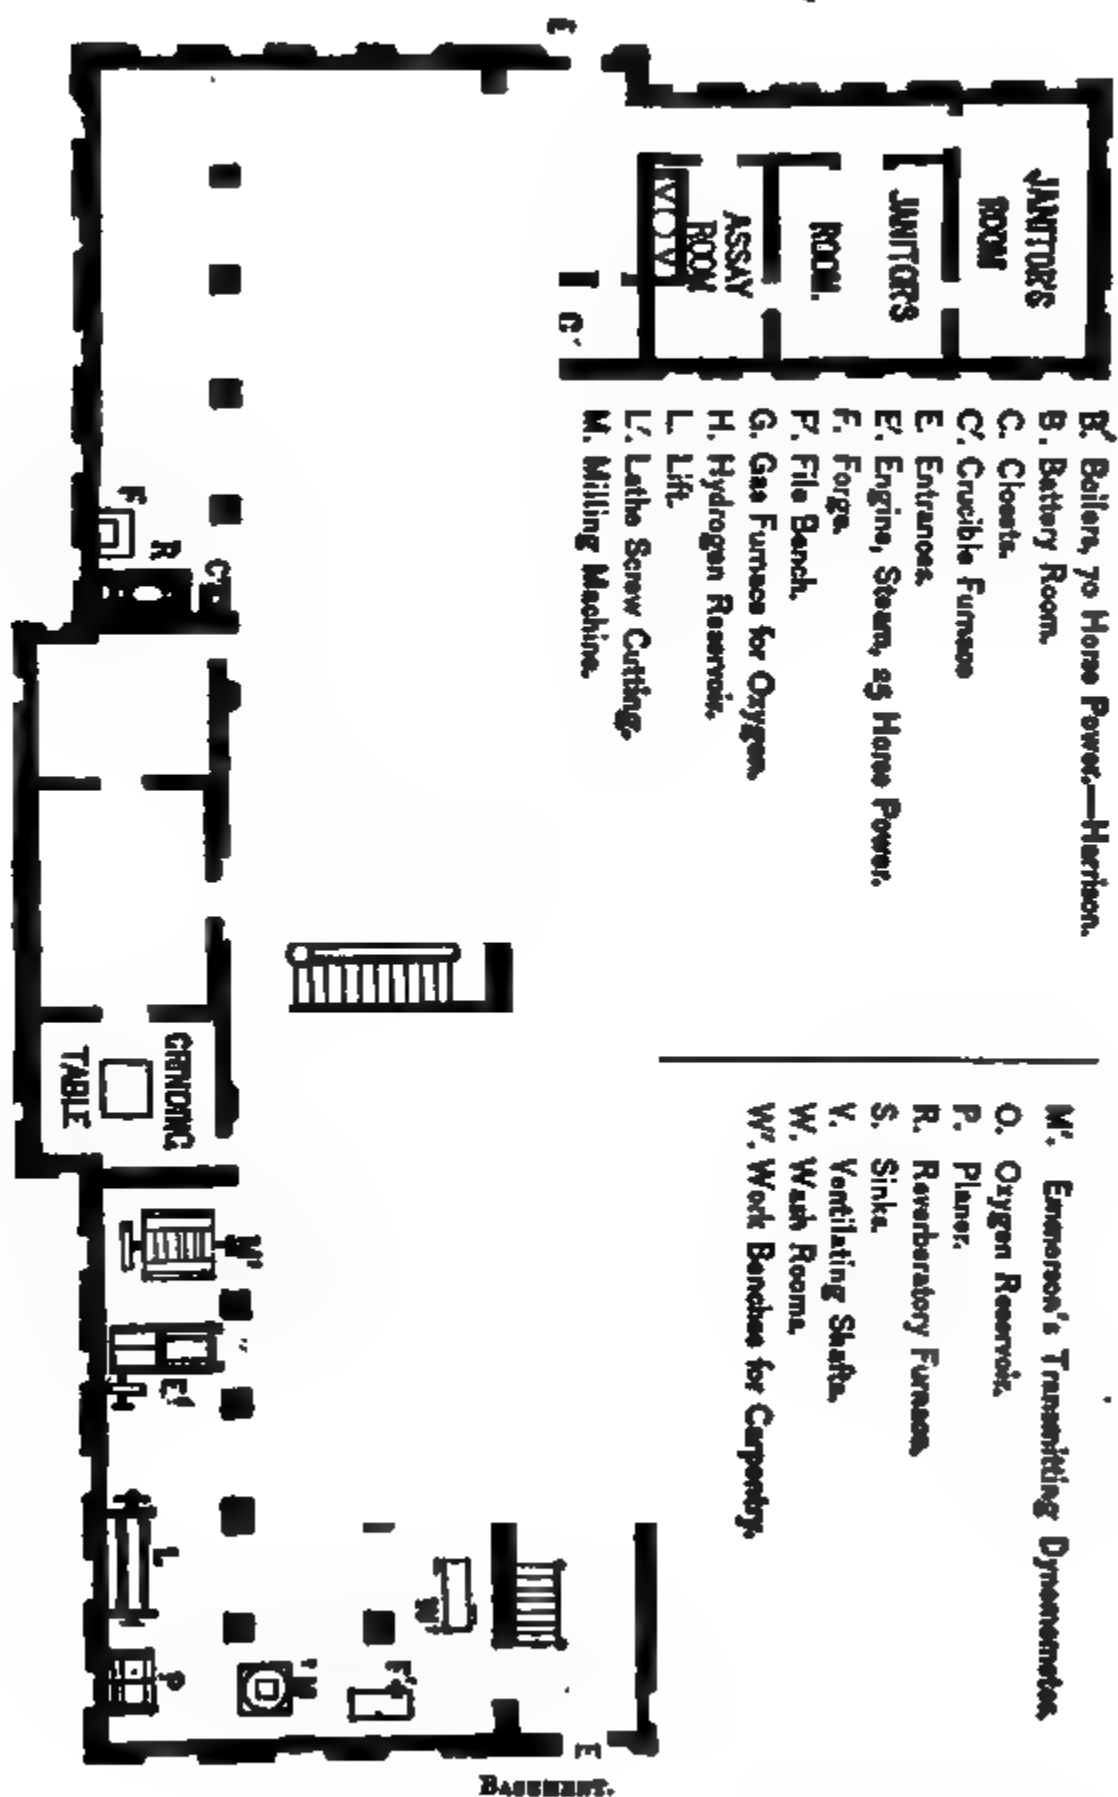 JANITOR'S
ROOM
JANITORS
ROOM.
ASSAY
ROOM
B'. Boilers, 70 Horse Power.—Harrison.
B. Battery Room.
C. Closets.
C'. Crucible Furnace
E. Entrances.
E'. Engine, Steam, 25 Horse Power.
F. Forge.
F'. File Bench.
G. Gas Furnace for Oxygen.
H. Hydrogen Reservoir.
L. Lift.
L'. Lathe Screw Cutting.
M. Milling Machine.
M'. Emerson's Transmitting Dynamometer.
O. Oxygen Reservoir.
P. Planer.
R. Reverberatory Furnace.
S. Sinks.
V. Ventilating Shafts.
W. Wash Rooms.
W'. Work Benches for Carpentry.
E
C'
F
R
C'
GRINDING
TABLE
M'
E'
L
P
M
F'
W'
E
BASEMENT.